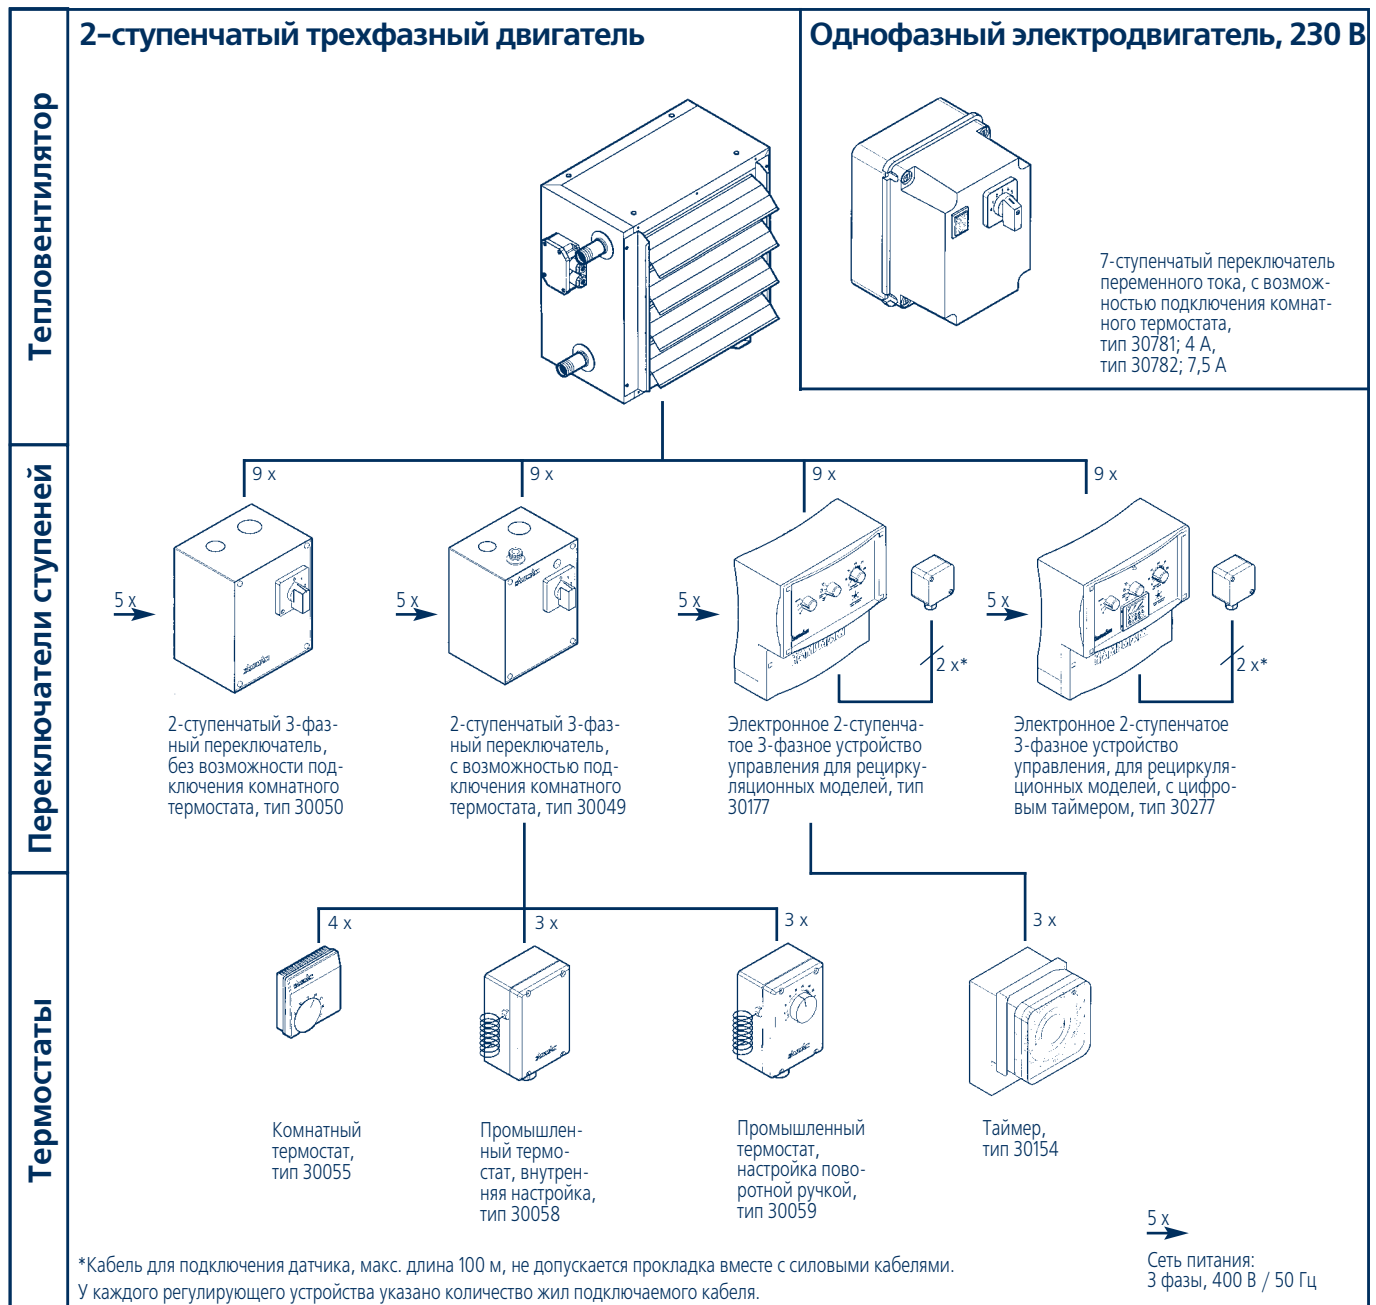 2-ступенчатый трехфазный двигатель
Однофазный электродвигатель, 230 В
Тепловентилятор
7-ступенчатый переключатель
переменного тока, с возмож-
ностью подключения комнат-
ного термостата,
тип 30781; 4 А,
тип 30782; 7,5 А
Переключатели ступеней
9 x
9 x
9 x
9 x
5 x
5 x
5 x
5 x
2 x*
2 x*
2-ступенчатый 3-фаз-
ный переключатель,
без возможности под-
ключения комнатного
термостата, тип 30050
2-ступенчатый 3-фаз-
ный переключатель,
с возможностью под-
ключения комнатного
термостата, тип 30049
Электронное 2-ступенча-
тое 3-фазное устройство
управления для рецирку-
ляционных моделей, тип
30177
Электронное 2-ступенчатое
3-фазное устройство
управления, для рециркуля-
ционных моделей, с цифро-
вым таймером, тип 30277
Термостаты
4 x
3 x
3 x
3 x
Комнатный
термостат,
тип 30055
Промышлен-
ный термо-
стат, внутрен-
няя настройка,
тип 30058
Промышленный
термостат,
настройка пово-
ротной ручкой,
тип 30059
Таймер,
тип 30154
5 x
Сеть питания:
3 фазы, 400 В / 50 Гц
*Кабель для подключения датчика, макс. длина 100 м, не допускается прокладка вместе с силовыми кабелями.
У каждого регулирующего устройства указано количество жил подключаемого кабеля.